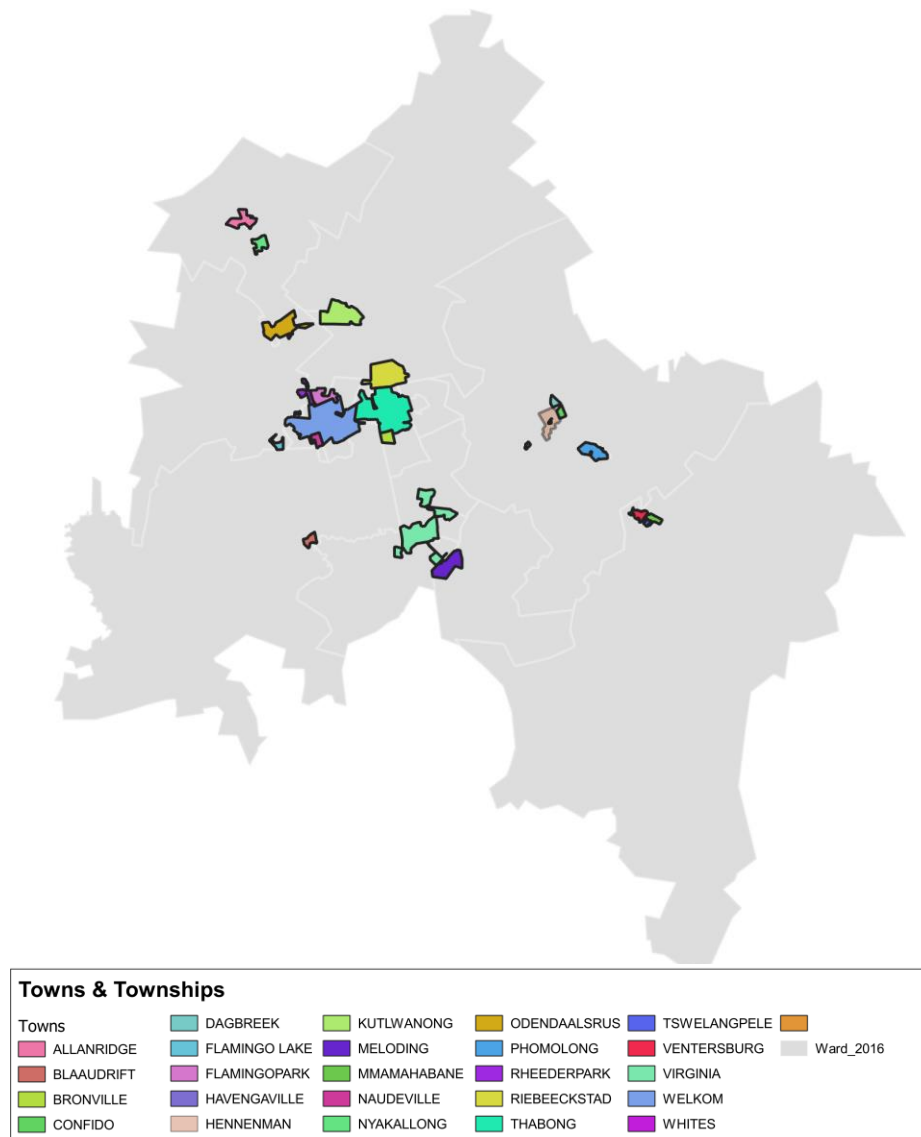 Towns & Townships
Towns
ALLANRIDGE
BLAAUDRIFT
BRONVILLE
CONFIDO
DAGBREEK
FLAMINGO LAKE
FLAMINGOPARK
HAVENGAVILLE
HENNENMAN
KUTLWANONG
MELODING
MMAMAHABANE
NAUDEVILLE
NYAKALLONG
ODENDAALSRUS
PHOMOLONG
RHEEDERPARK
RIEBEECKSTAD
THABONG
TSWELANGPELE
VENTERSBURG
VIRGINIA
WELKOM
WHITES
Ward_2016